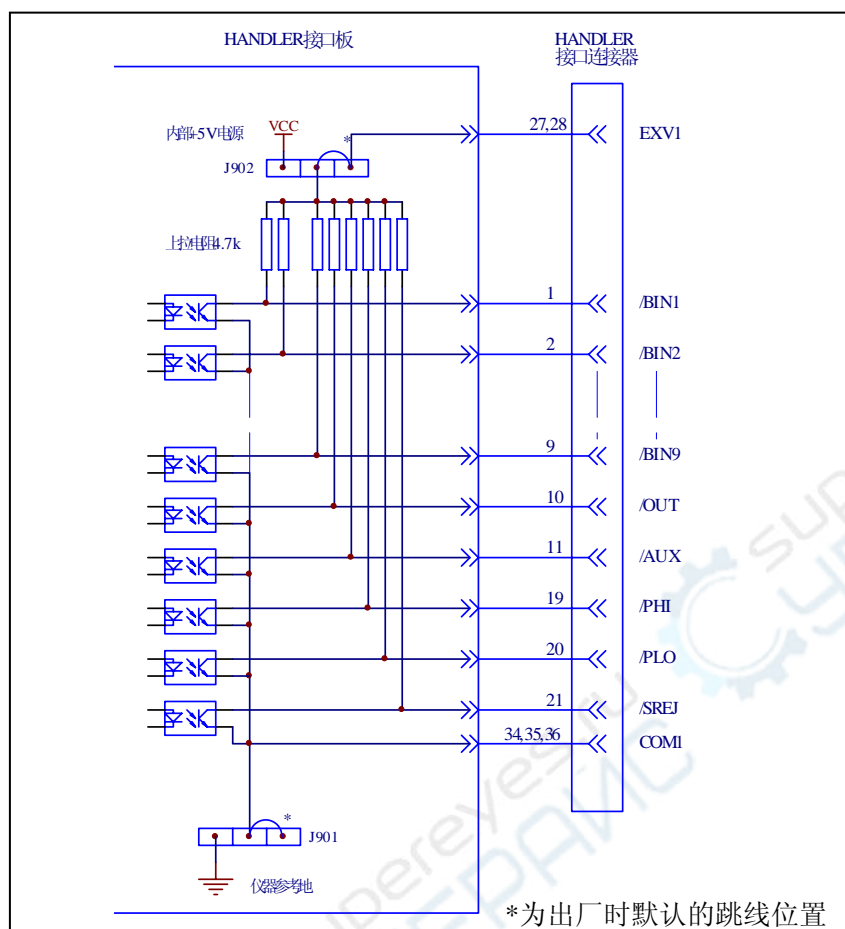 HANDLER接口板
HANDLER
接口连接器
内部+5V电源
VCC
*
27,28
EXV1
J902
上拉电阻4.7k
1
/BIN1
2
/BIN2
9
/BIN9
10
/OUT
11
/AUX
19
/PHI
20
/PLO
21
/SREJ
34,35,36
COM1
*
J901
仪器参考地
*为出厂时默认的跳线位置
supereyes.ru